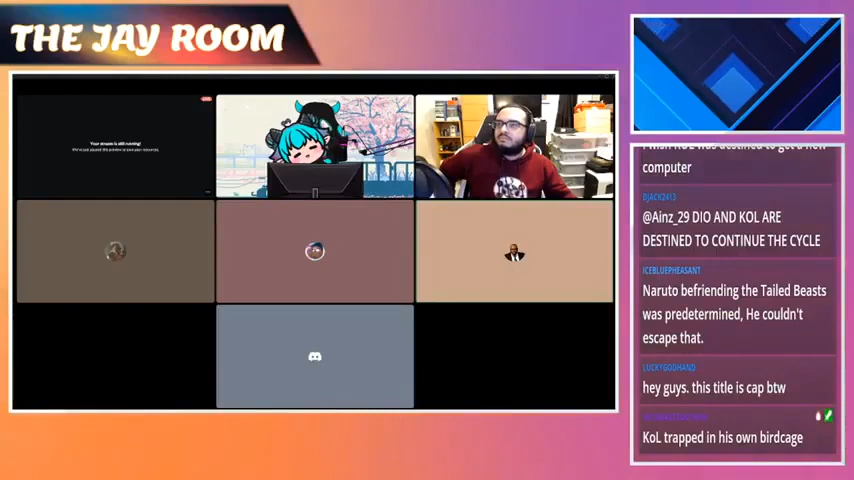 THE JAY ROOM
Your stream is still running!
computer
DJACK2413
@Ainz_29 DIO AND KOL ARE
DESTINED TO CONTINUE THE CYCLE
ICEBLUEPHEASANT
Naruto befriending the Tailed Beasts
was predetermined, He couldn't
escape that.
LUCKYGODHAND
hey guys. this title is cap btw
KoL trapped in his own birdcage